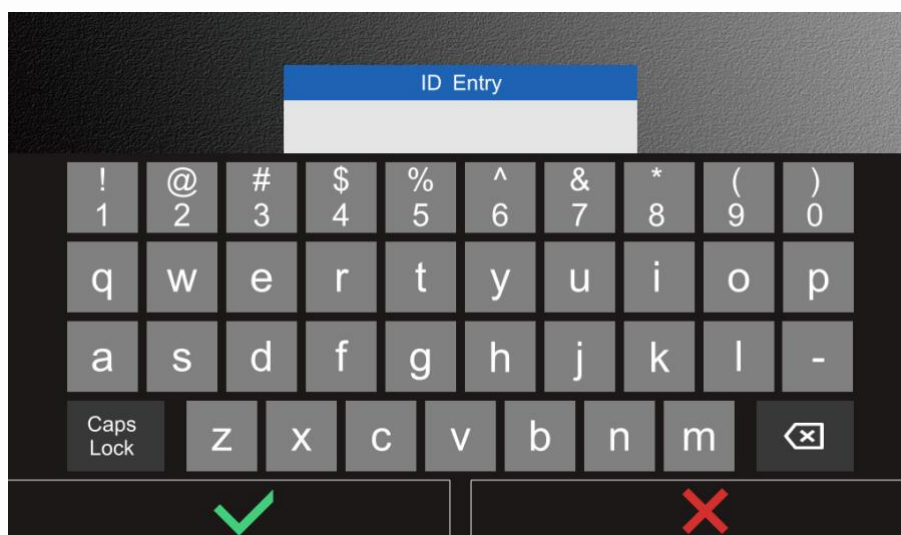 ID Entry
! @ # $ % ^ & * ( )
1 2 3 4 5 6 7 8 9 0
q w e r t y u i o p
a s d f g h j k l -
Caps Lock z x c v b n m